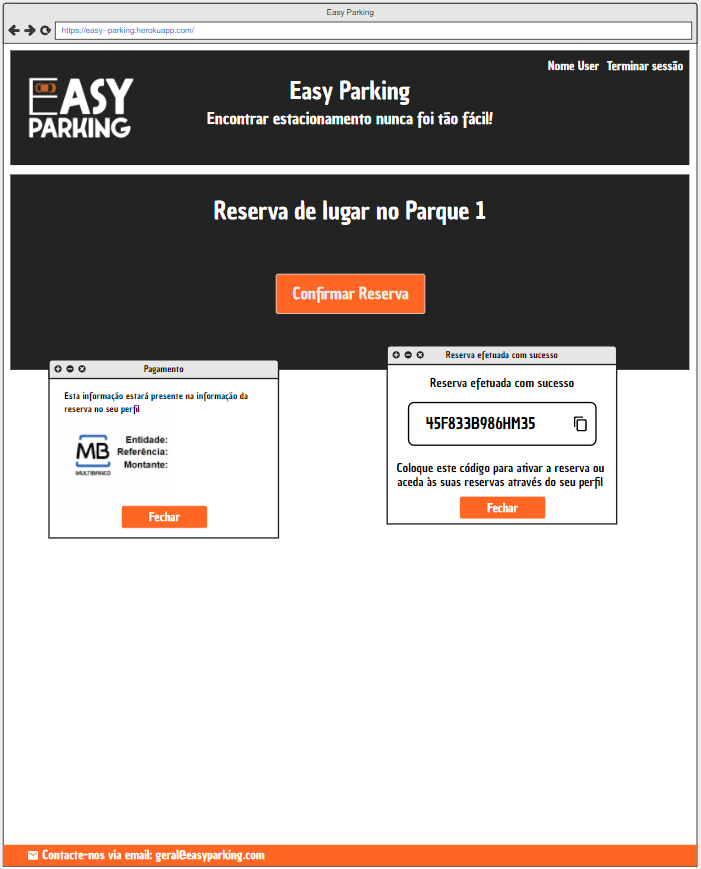 Easy Parking
https://easy--parking.herokuapp.com/
Nome User Terminar sessão
EASY
PARKING
Easy Parking
Encontrar estacionamento nunca foi tão fácil!
Reserva de lugar no Parque 1
Confirmar Reserva
Pagamento
Esta informação estará presente na informação da
reserva no seu perfil
MB
MULTIBANCO
Entidade:
Referência:
Montante:
Fechar
Reserva efetuada com sucesso
Reserva efetuada com sucesso
45F833B986HM35
Coloque este código para ativar a reserva ou
aceda às suas reservas através do seu perfil
Fechar
Contacte-nos via email: geral@easyparking.com